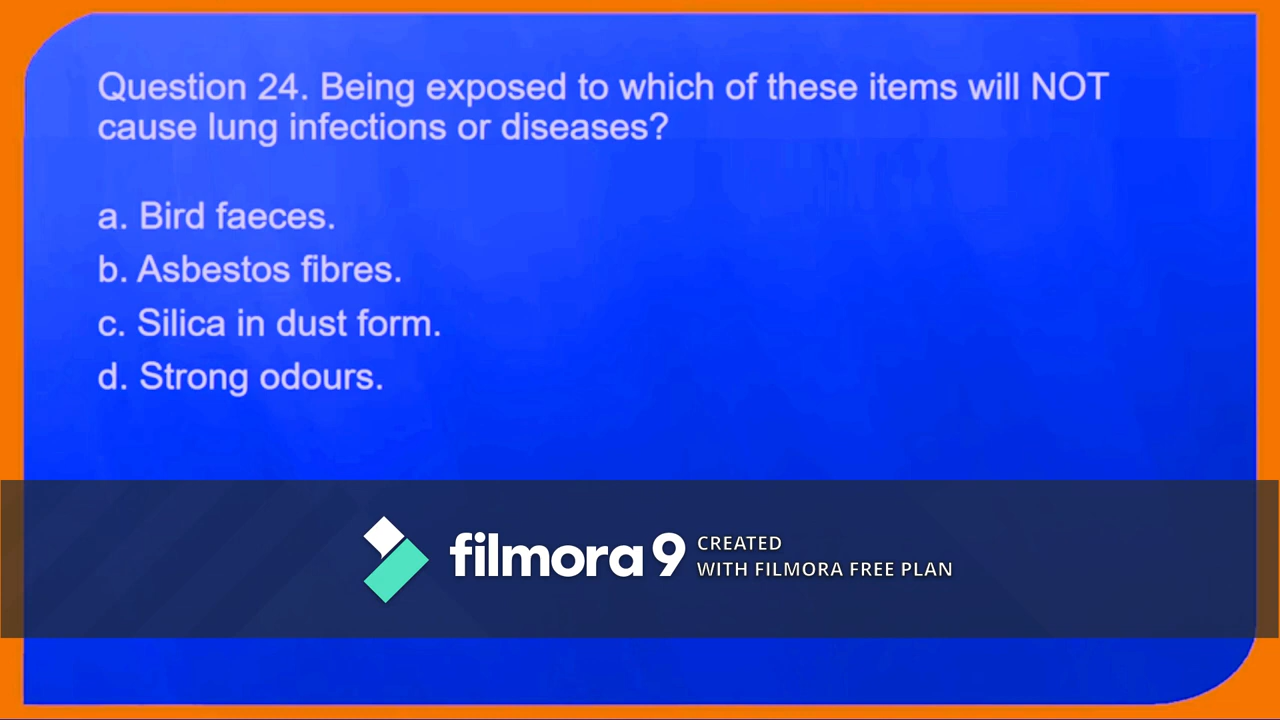 Question 24. Being exposed to which of these items will NOT
cause lung infections or diseases?
a. Bird faeces.
b. Asbestos fibres.
c. Silica in dust form.
d. Strong odours.
filmora 9 CREATED
WITH FILMORA FREE PLAN